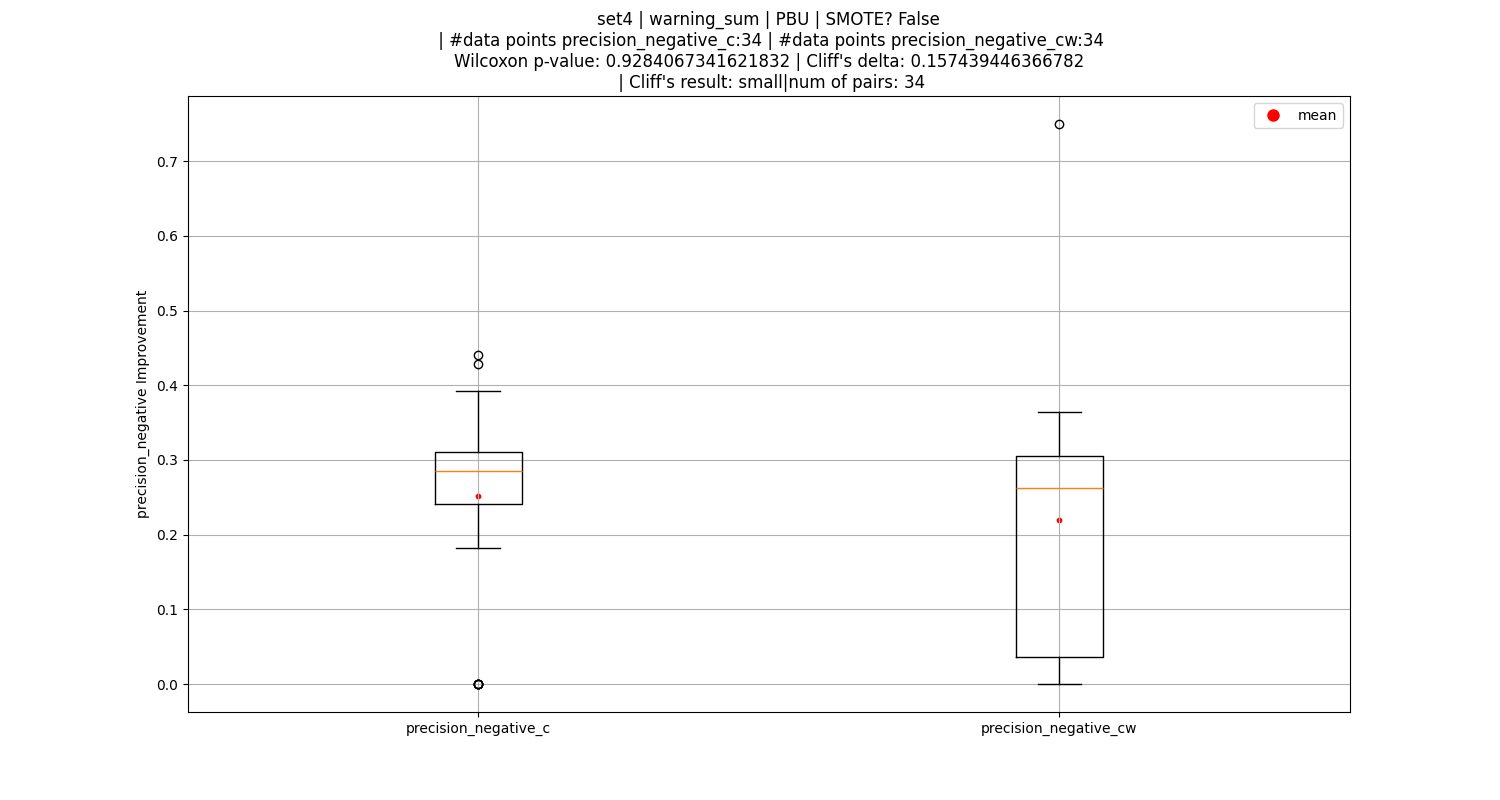 set4 | warning_sum | PBU | SMOTE? False
| #data points precision_negative_c:34 | #data points precision_negative_cw:34
Wilcoxon p-value: 0.9284067341621832 | Cliff's delta: 0.157439446366782
| Cliff's result: small|num of pairs: 34
mean
0.7
0.6
0.5
0.4
0.3
0.2
0.1
0.0
precision_negative Improvement
precision_negative_c
precision_negative_cw